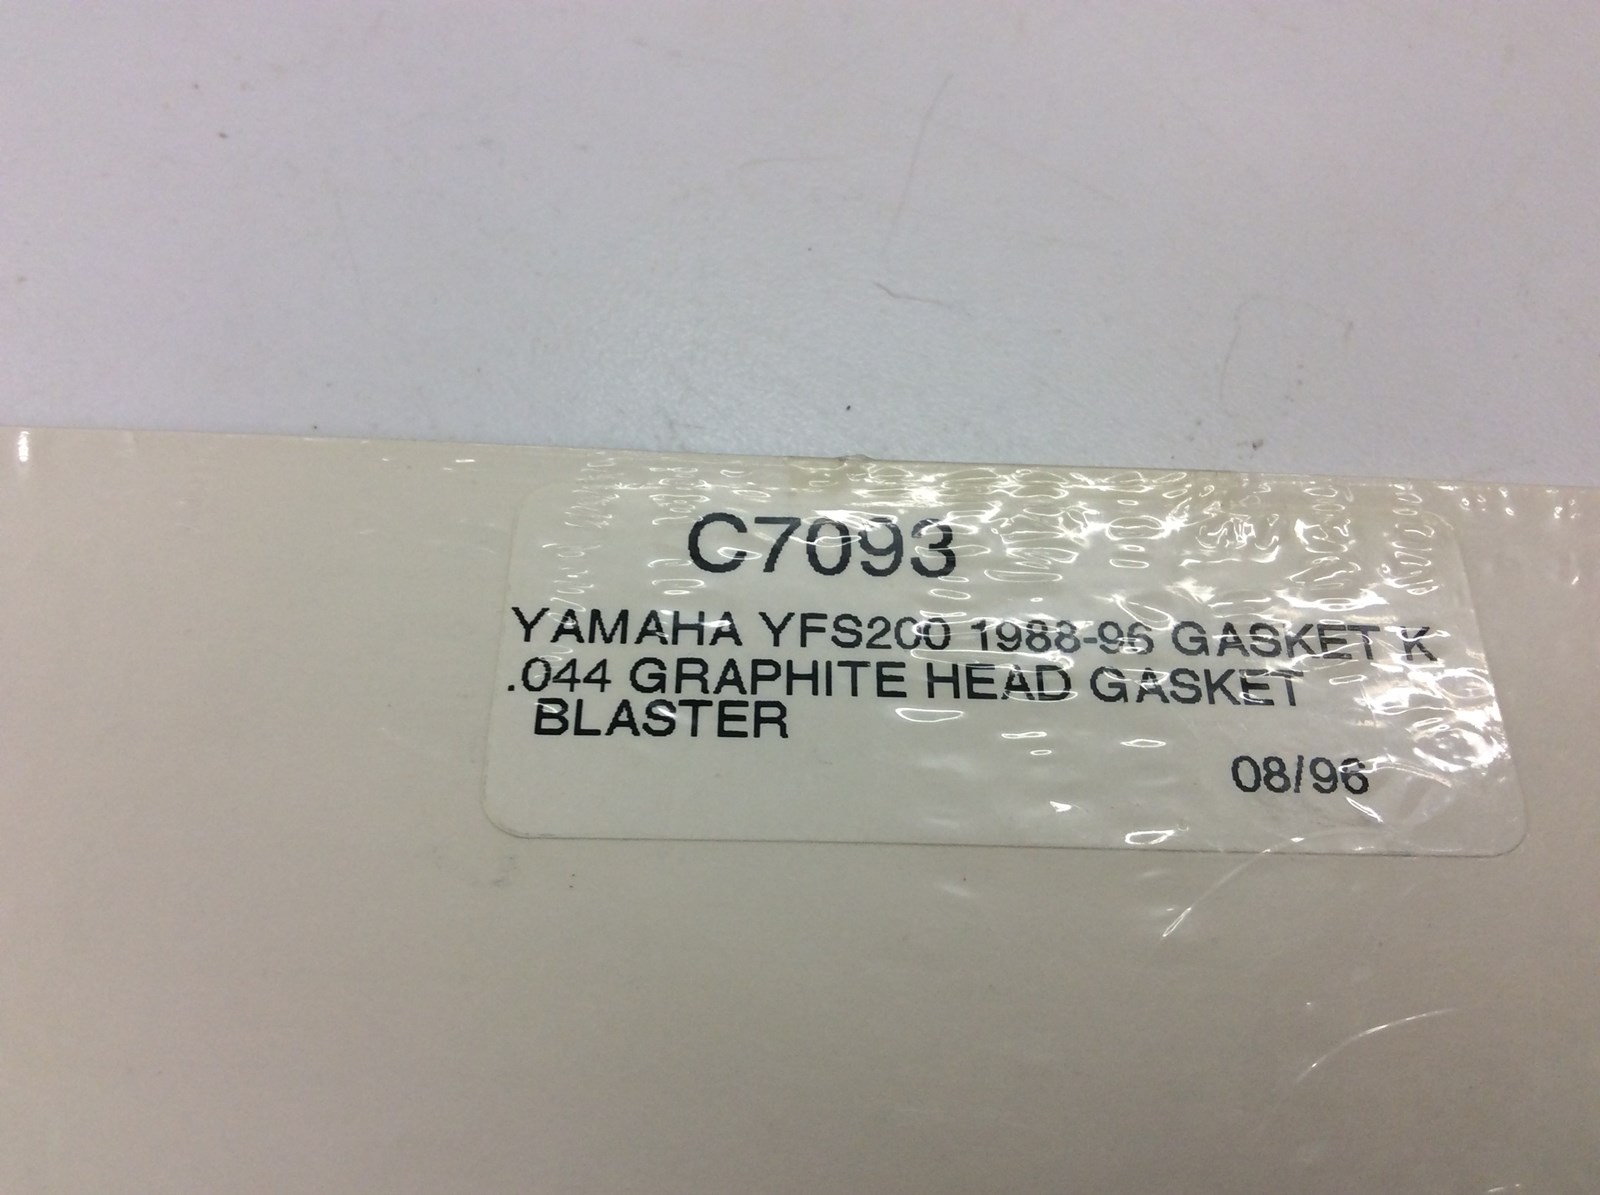 C7093
YAMAHA YFS200 1988-96 GASKET K
.044 GRAPHITE HEAD GASKET
BLASTER
08/96